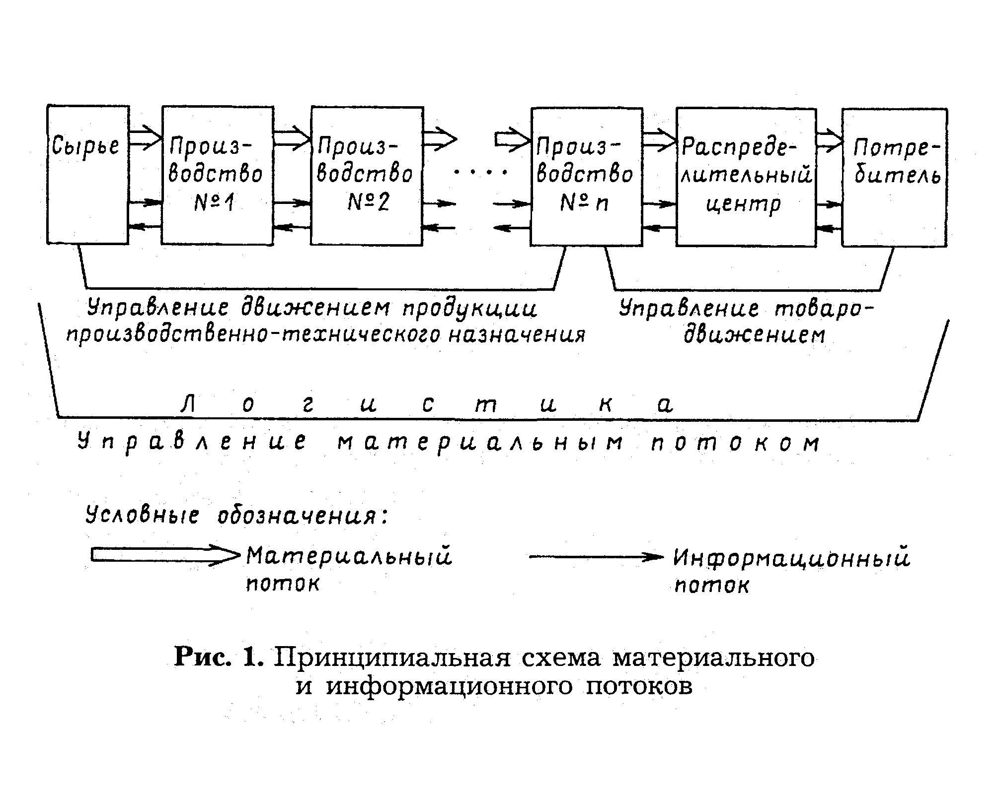 Сырье
Произ-
водство
№1
Произ-
водство
№2
. . . .
Произ-
водство
№ п
Распреде-
лительный
центр
Потре-
битель
Управление движением продукции
производственно-технического назначения
Управление товаро-
движением
Логистика
Управление материальным потоком
Условные обозначения:
Материальный
поток
Информационный
поток
Рис. 1. Принципиальная схема материального
и информационного потоков